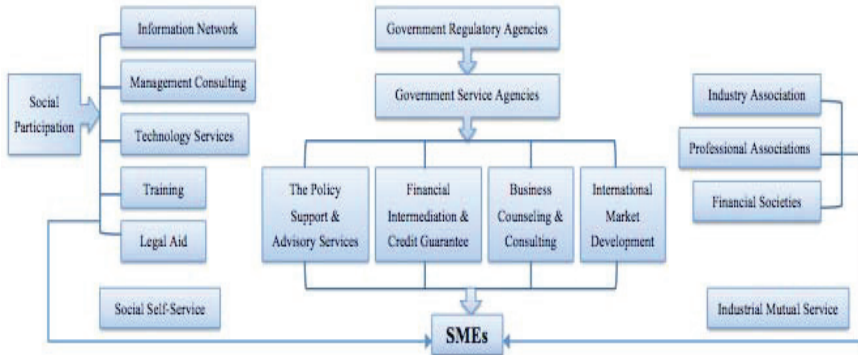 Information Network
Management Consulting
Social
Participation
Technology Services
Training
Legal Aid
Social Self-Service
Government Regulatory Agencies
Government Service Agencies
The Policy
Support &
Advisory Services
Financial
Intermediation &
Credit Guarantee
Business
Counseling &
Consulting
International
Market
Development
SMEs
Industry Association
Professional Associations
Financial Societies
Industrial Mutual Service